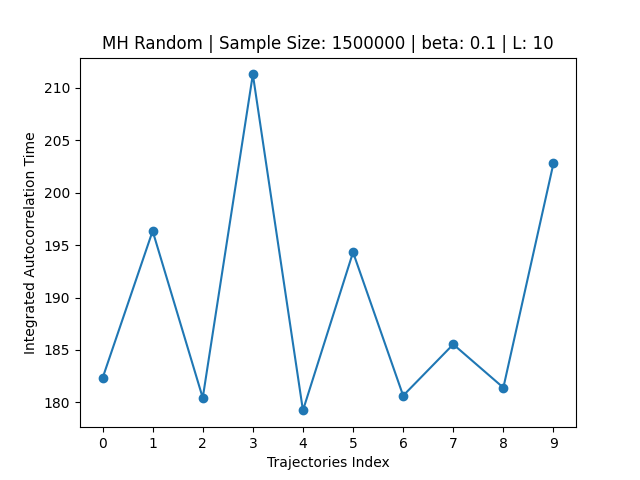 MH Random | Sample Size: 1500000 | beta: 0.1 | L: 10
Integrated Autocorrelation Time
210
205
200
195
190
185
180
0 1 2 3 4 5 6 7 8 9
Trajectories Index